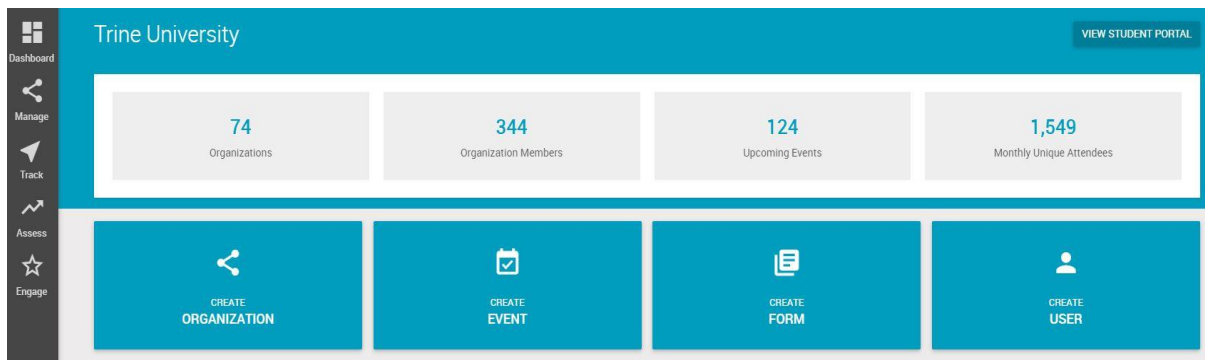 Dashboard
Manage
Track
Assess
Engage
Trine University
VIEW STUDENT PORTAL
74
Organizations
344
Organization Members
124
Upcoming Events
1,549
Monthly Unique Attendees
CREATE
ORGANIZATION
CREATE
EVENT
CREATE
FORM
CREATE
USER